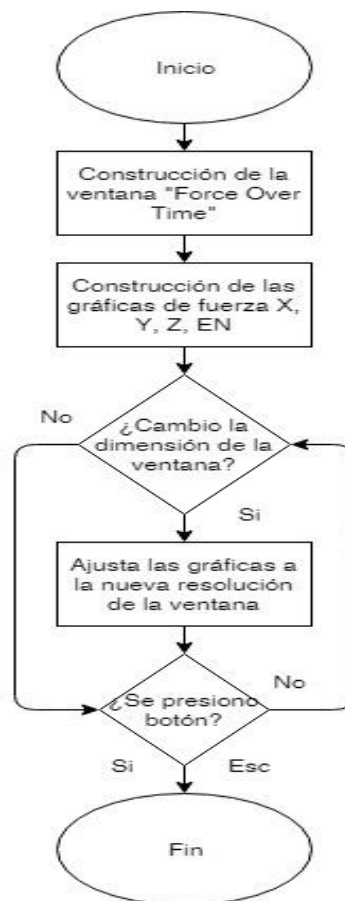 Inicio
Construcción de la
ventana "Force Over
Time"
Construcción de las
gráficas de fuerza X,
Y, Z, EN
No
¿Cambio la
dimensión de la
ventana?
Si
Ajusta las gráficas a
la nueva resolución
de la ventana
¿Se presiono
botón?
No
Si
Esc
Fin